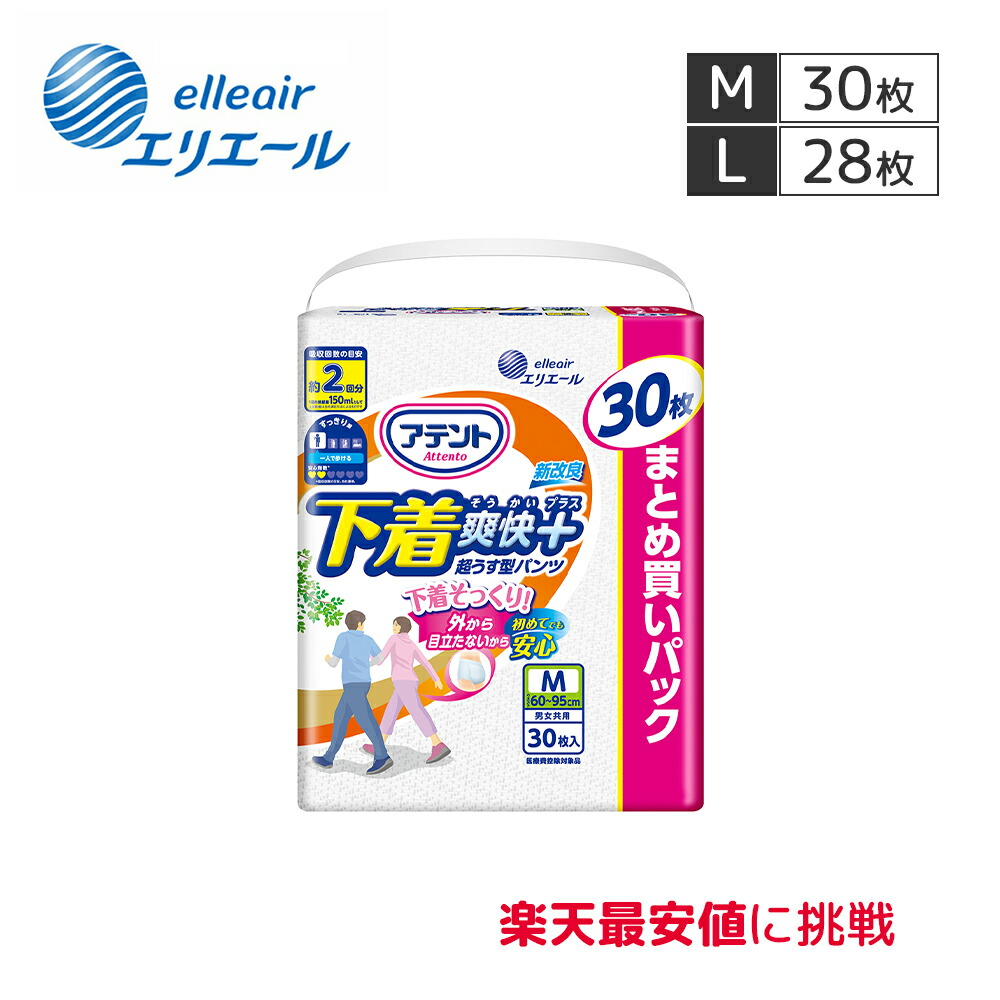 elleair
エリエール
M 30枚
L 28枚
吸収回数の目安
約2回分
150mL
elleair
エリエール
30枚
まとめ買いパック
すっきり
一人で歩ける
アテント
Attento
新改良
そうかいプラス
下着爽快+
超うす型パンツ
下着そっくり!
外から
目立たないから
初めてでも
安心
M
60~95cm
男女共用
30枚入
医療費控除対象品
楽天最安値に挑戦